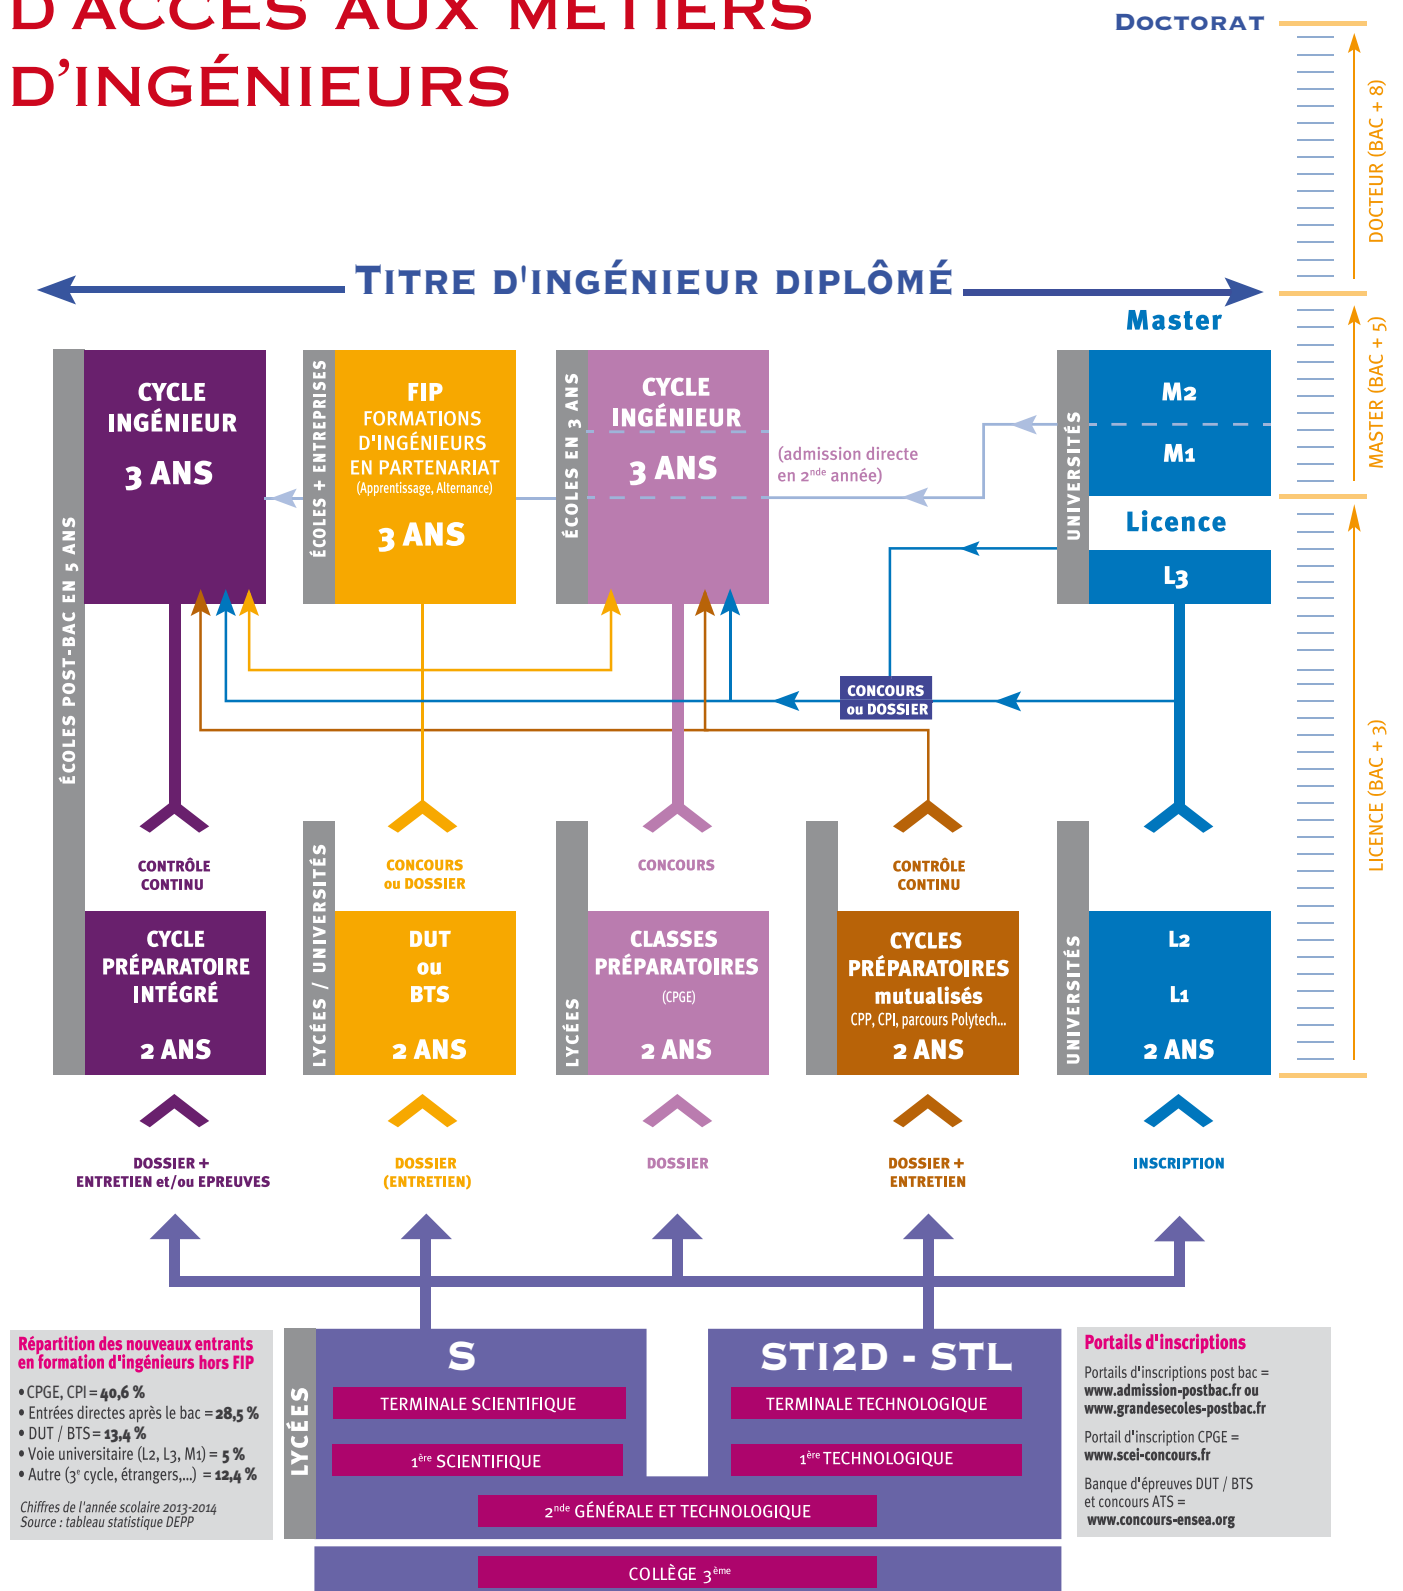 D'ACCÈS AUX MÉTIERS
D'INGÉNIEURS
DOCTORAT
DOCTEUR (BAC + 8)
TITRE D'INGÉNIEUR DIPLÔMÉ
MASTER (BAC + 5)
LICENCE (BAC + 3)
ÉCOLES POST-BAC EN 5 ANS
CYCLE
INGÉNIEUR
3 ANS
ÉCOLES + ENTREPRISES
FIP
FORMATIONS
D'INGÉNIEURS
EN PARTENARIAT
(Apprentissage, Alternance)
3 ANS
ÉCOLES EN 3 ANS
CYCLE
INGÉNIEUR
3 ANS
(admission directe
en 2nde année)
UNIVERSITÉS
Master
M2
M1
Licence
L3
CONCOURS
ou DOSSIER
CONTRÔLE
CONTINU
CONCOURS
ou DOSSIER
CONCOURS
CONTRÔLE
CONTINU
CYCLE
PRÉPARATOIRE
INTÉGRÉ
2 ANS
LYCÉES / UNIVERSITÉS
DUT
ou
BTS
2 ANS
LYCÉES
CLASSES
PRÉPARATOIRES
(CPGE)
2 ANS
CYCLES
PRÉPARATOIRES
mutualisés
CPP, CPI, parcours Polytech...
2 ANS
UNIVERSITÉS
L2
L1
2 ANS
DOSSIER +
ENTRETIEN et/ou EPREUVES
DOSSIER
(ENTRETIEN)
DOSSIER
DOSSIER +
ENTRETIEN
INSCRIPTION
Répartition des nouveaux entrants
en formation d'ingénieurs hors FIP
• CPGE, CPI = 40,6 %
• Entrées directes après le bac = 28,5 %
• DUT / BTS = 13,4 %
• Voie universitaire (L2, L3, M1) = 5 %
• Autre (3e cycle, étrangers,...) = 12,4 %
Chiffres de l'année scolaire 2013-2014
Source : tableau statistique DEPP
LYCÉES
S
TERMINALE SCIENTIFIQUE
1ère SCIENTIFIQUE
STI2D - STL
TERMINALE TECHNOLOGIQUE
1ère TECHNOLOGIQUE
2nde GÉNÉRALE ET TECHNOLOGIQUE
COLLÈGE 3ème
Portails d'inscriptions
Portails d'inscriptions post bac =
www.admission-postbac.fr ou
www.grandesecoles-postbac.fr
Portail d'inscription CPGE =
www.scei-concours.fr
Banque d'épreuves DUT / BTS
et concours ATS =
www.concours-ensea.org